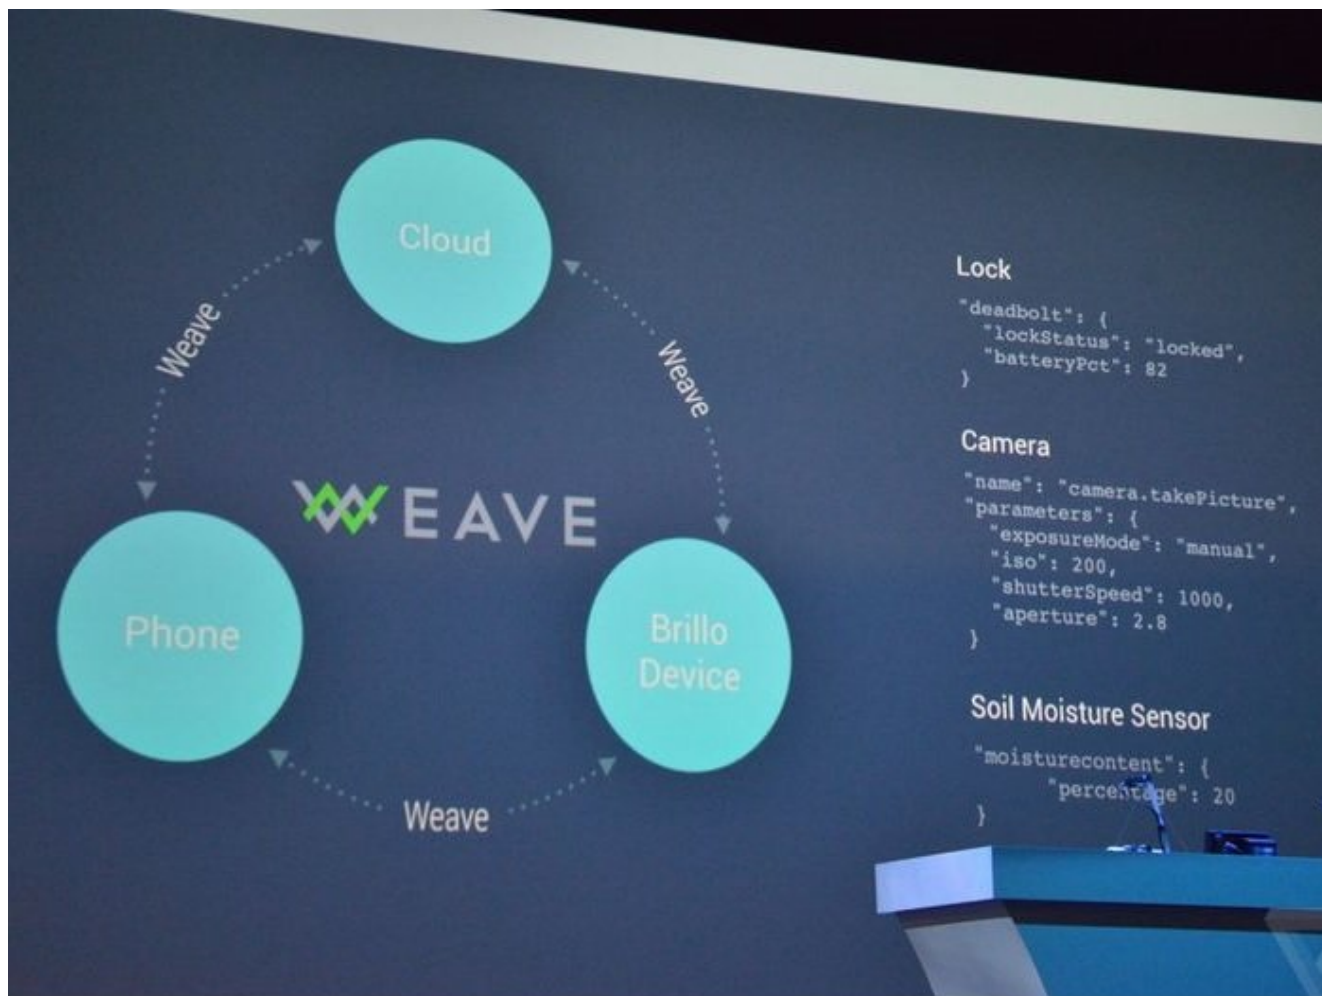 Cloud
Weave
Weave
WEAVE
Phone
Brillo
Device
Weave
Lock
"deadbolt": {
"lockStatus": "locked",
"batteryPct": 82
}
Camera
"name": "camera.takePicture",
"parameters": {
"exposureMode": "manual",
"iso": 200,
"shutterSpeed": 1000,
"aperture": 2.8
}
Soil Moisture Sensor
"moisturecontent": {
"percentage": 20
}